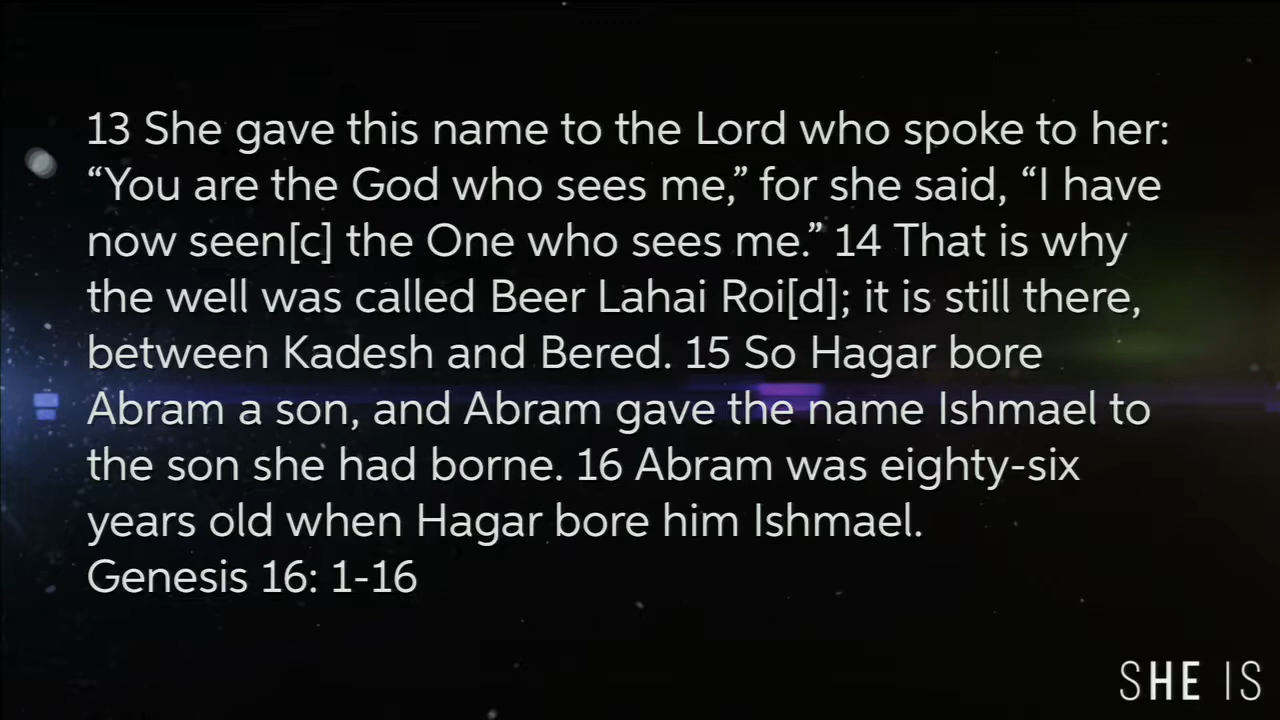 13 She gave this name to the Lord who spoke to her:
“You are the God who sees me,” for she said, “I have
now seen[c] the One who sees me.” 14 That is why
the well was called Beer Lahai Roi[d]; it is still there,
between Kadesh and Bered. 15 So Hagar bore
Abram a son, and Abram gave the name Ishmael to
the son she had borne. 16 Abram was eighty-six
years old when Hagar bore him Ishmael.
Genesis 16: 1-16
SHE IS